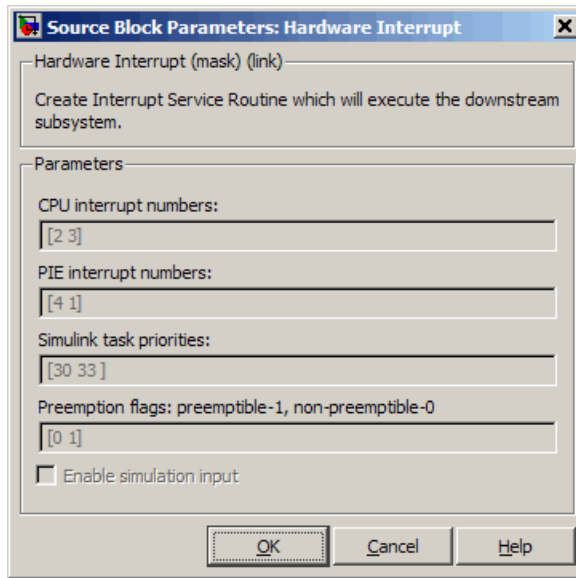 Source Block Parameters: Hardware Interrupt
Hardware Interrupt (mask) (link)
Create Interrupt Service Routine which will execute the downstream
subsystem.
Parameters
CPU interrupt numbers:
[2 3]
PIE interrupt numbers:
[4 1]
Simulink task priorities:
[30 33 ]
Preemption flags: preemptible-1, non-preemptible-0
[0 1]
Enable simulation input
OK Cancel Help